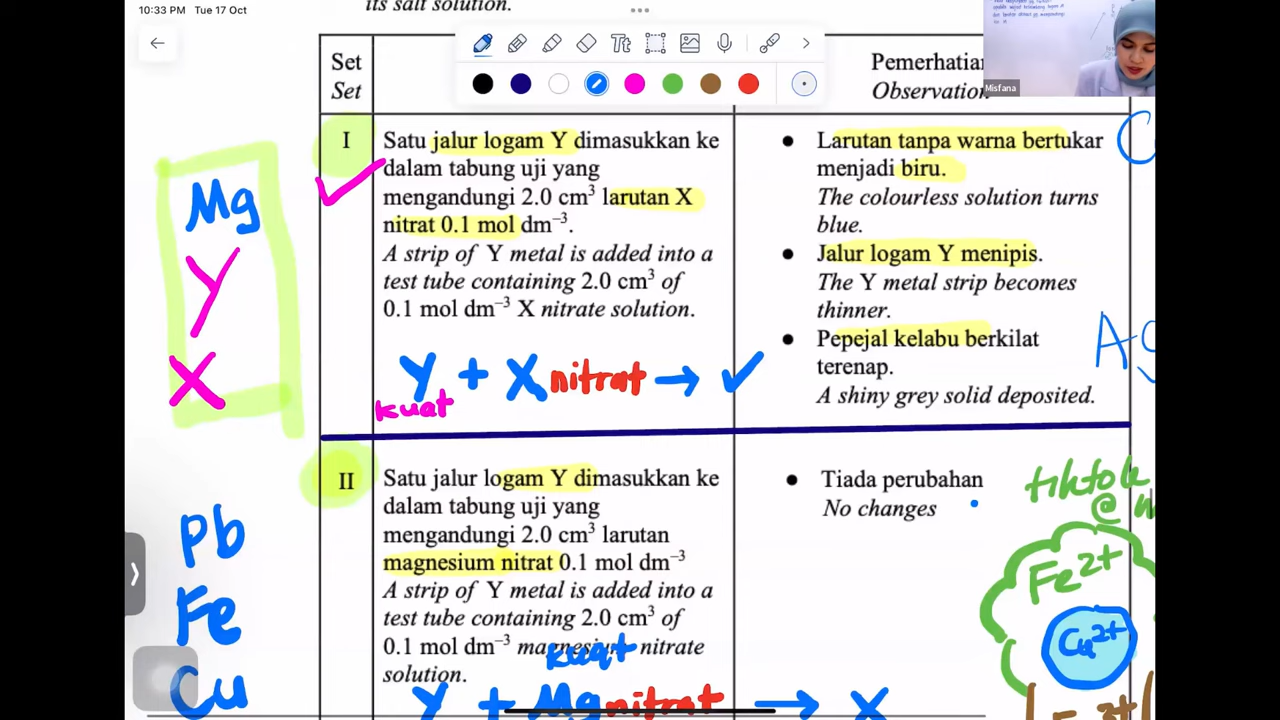 10:33 PM Tue 17 Oct
its salt solution.
Set
Set
Pemerhatian
Observation
Misfana
I
Satu jalur logam Y dimasukkan ke
dalam tabung uji yang
mengandungi 2.0 cm³ larutan X
nitrat 0.1 mol dm⁻³.
A strip of Y metal is added into a
test tube containing 2.0 cm³ of
0.1 mol dm⁻³ X nitrate solution.
Y + X nitrat → ✓
kuat
• Larutan tanpa warna bertukar
menjadi biru.
The colourless solution turns
blue.
• Jalur logam Y menipis.
The Y metal strip becomes
thinner.
• Pepejal kelabu berkilat
terenap.
A shiny grey solid deposited.
Mg
Y
X
Ag
II
Satu jalur logam Y dimasukkan ke
dalam tabung uji yang
mengandungi 2.0 cm³ larutan
magnesium nitrat 0.1 mol dm⁻³
A strip of Y metal is added into a
test tube containing 2.0 cm³ of
0.1 mol dm⁻³ magnesium nitrate
solution.
kuat
Y + Mg nitrat → X
• Tiada perubahan
No changes
Pb
Fe
Cu
tiktok
@
Fe²⁺
Cu²⁺